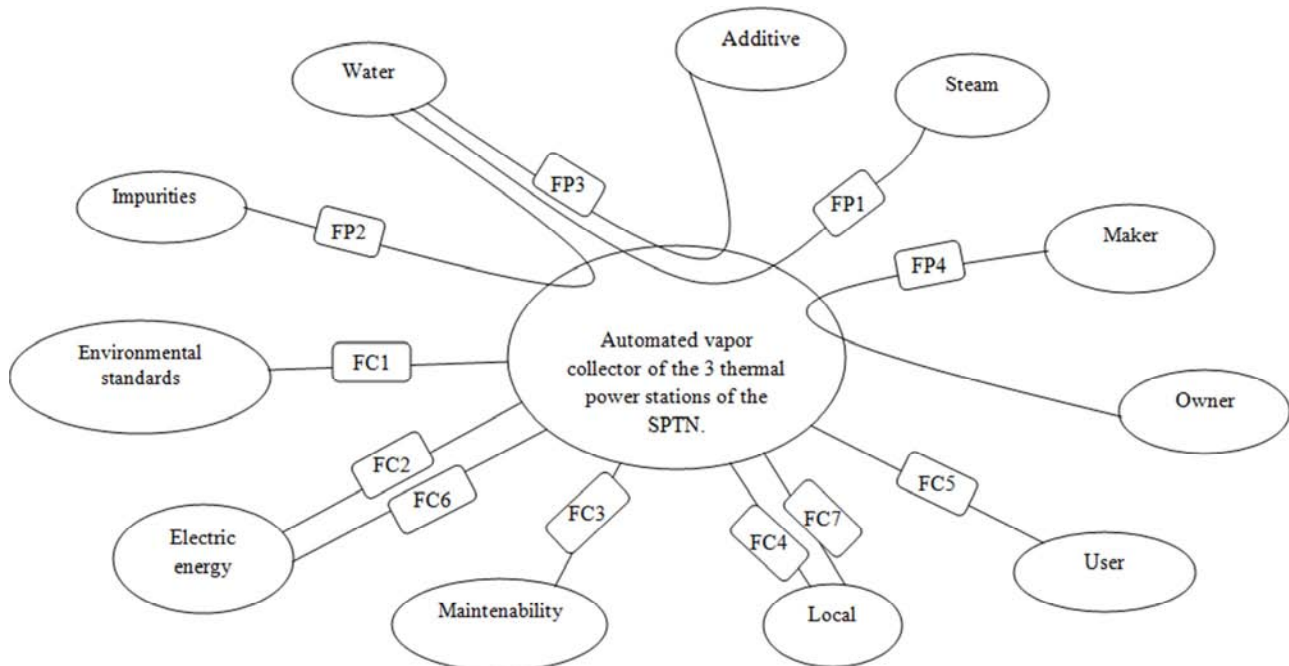 Additive
Water
Steam
FP3
FP1
Impurities
FP2
Maker
FP4
Automated vapor
collector of the 3 thermal
power stations of the
SPTN.
Environmental
standards
FC1
Owner
FC2
FC6
FC3
FC4
FC7
FC5
Electric
energy
Maintenability
Local
User